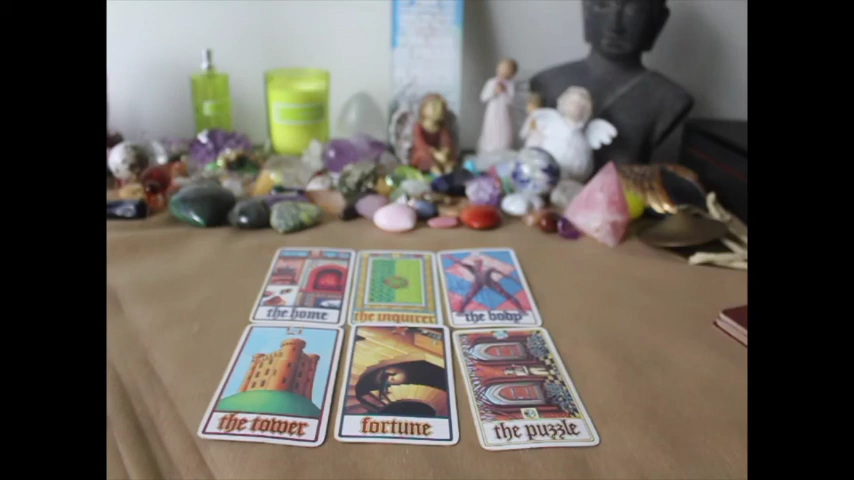 the home
the inquirer
the body
the tower
fortune
the puzzle